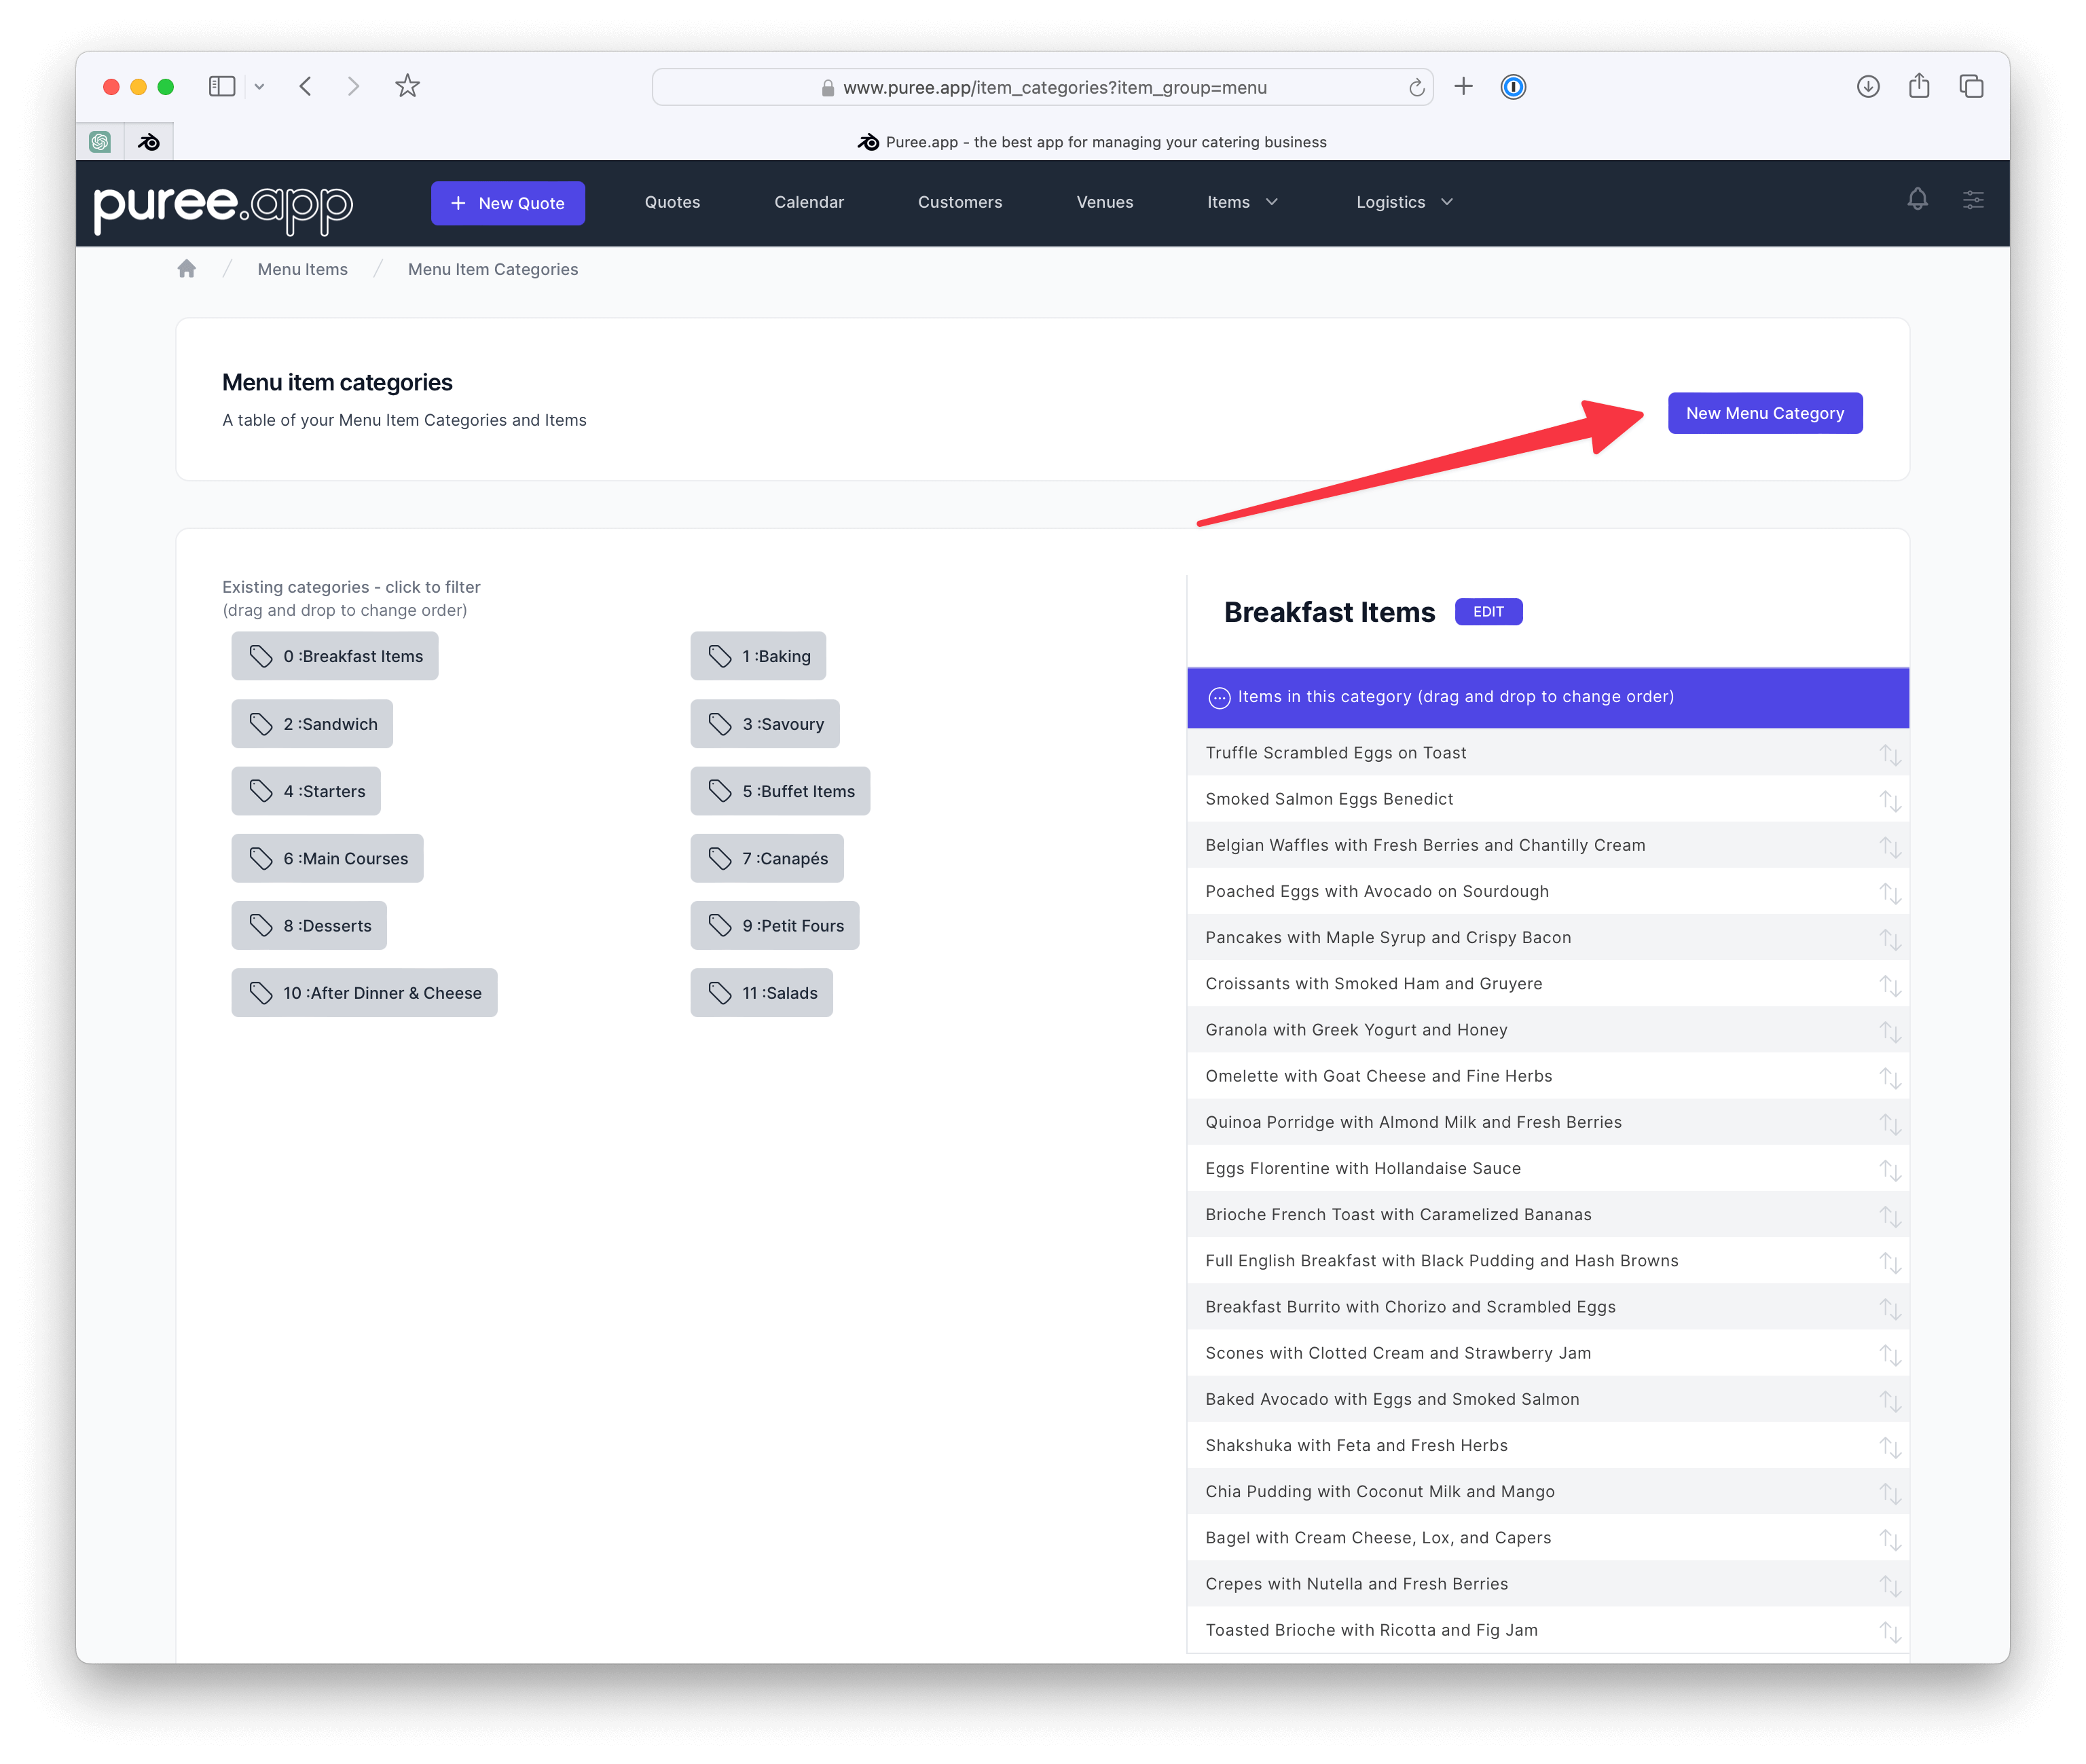 www.puree.app/item_categories?item_group=menu
Puree.app - the best app for managing your catering business
puree.app
New Quote
Quotes
Calendar
Customers
Venues
Items
Logistics
Menu Items / Menu Item Categories
Menu item categories
A table of your Menu Item Categories and Items
New Menu Category
Existing categories - click to filter
(drag and drop to change order)
0 :Breakfast Items
1 :Baking
2 :Sandwich
3 :Savoury
4 :Starters
5 :Buffet Items
6 :Main Courses
7 :Canapés
8 :Desserts
9 :Petit Fours
10 :After Dinner & Cheese
11 :Salads
Breakfast Items
EDIT
Items in this category (drag and drop to change order)
Truffle Scrambled Eggs on Toast
Smoked Salmon Eggs Benedict
Belgian Waffles with Fresh Berries and Chantilly Cream
Poached Eggs with Avocado on Sourdough
Pancakes with Maple Syrup and Crispy Bacon
Croissants with Smoked Ham and Gruyere
Granola with Greek Yogurt and Honey
Omelette with Goat Cheese and Fine Herbs
Quinoa Porridge with Almond Milk and Fresh Berries
Eggs Florentine with Hollandaise Sauce
Brioche French Toast with Caramelized Bananas
Full English Breakfast with Black Pudding and Hash Browns
Breakfast Burrito with Chorizo and Scrambled Eggs
Scones with Clotted Cream and Strawberry Jam
Baked Avocado with Eggs and Smoked Salmon
Shakshuka with Feta and Fresh Herbs
Chia Pudding with Coconut Milk and Mango
Bagel with Cream Cheese, Lox, and Capers
Crepes with Nutella and Fresh Berries
Toasted Brioche with Ricotta and Fig Jam